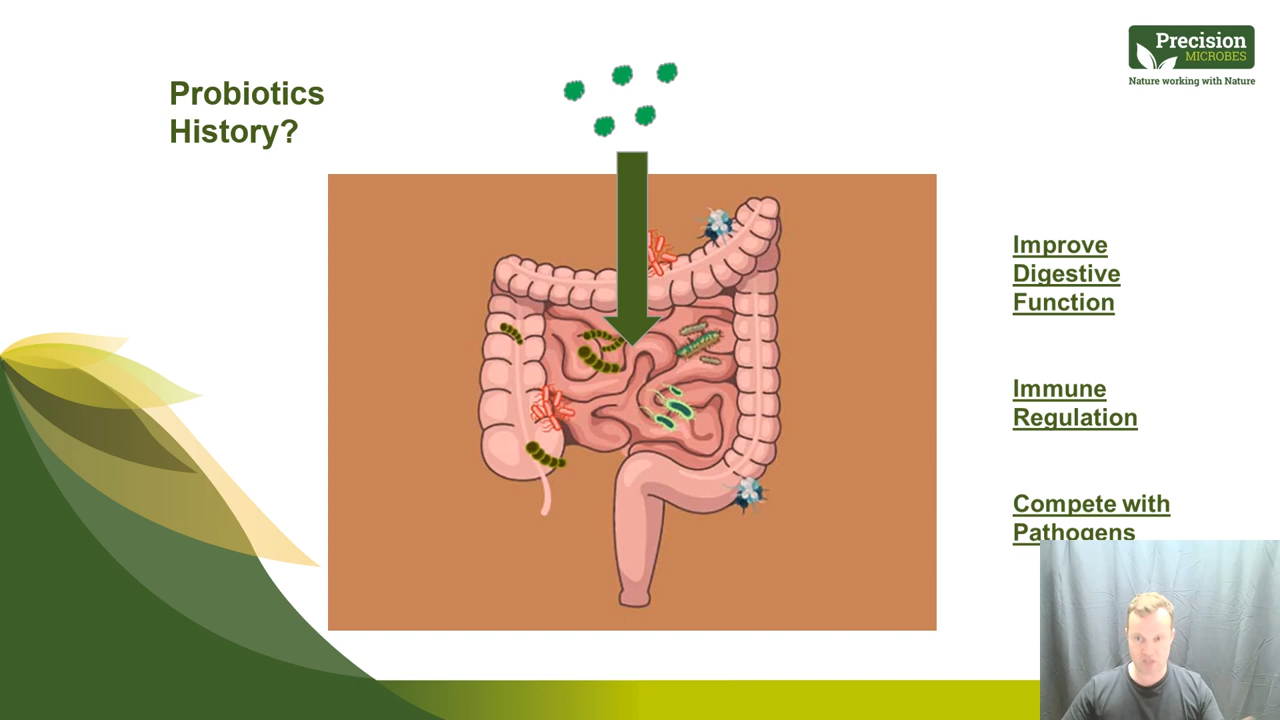 Probiotics
History?
Precision
MICROBES
Nature working with Nature
Improve
Digestive
Function
Immune
Regulation
Compete with
Pathogens